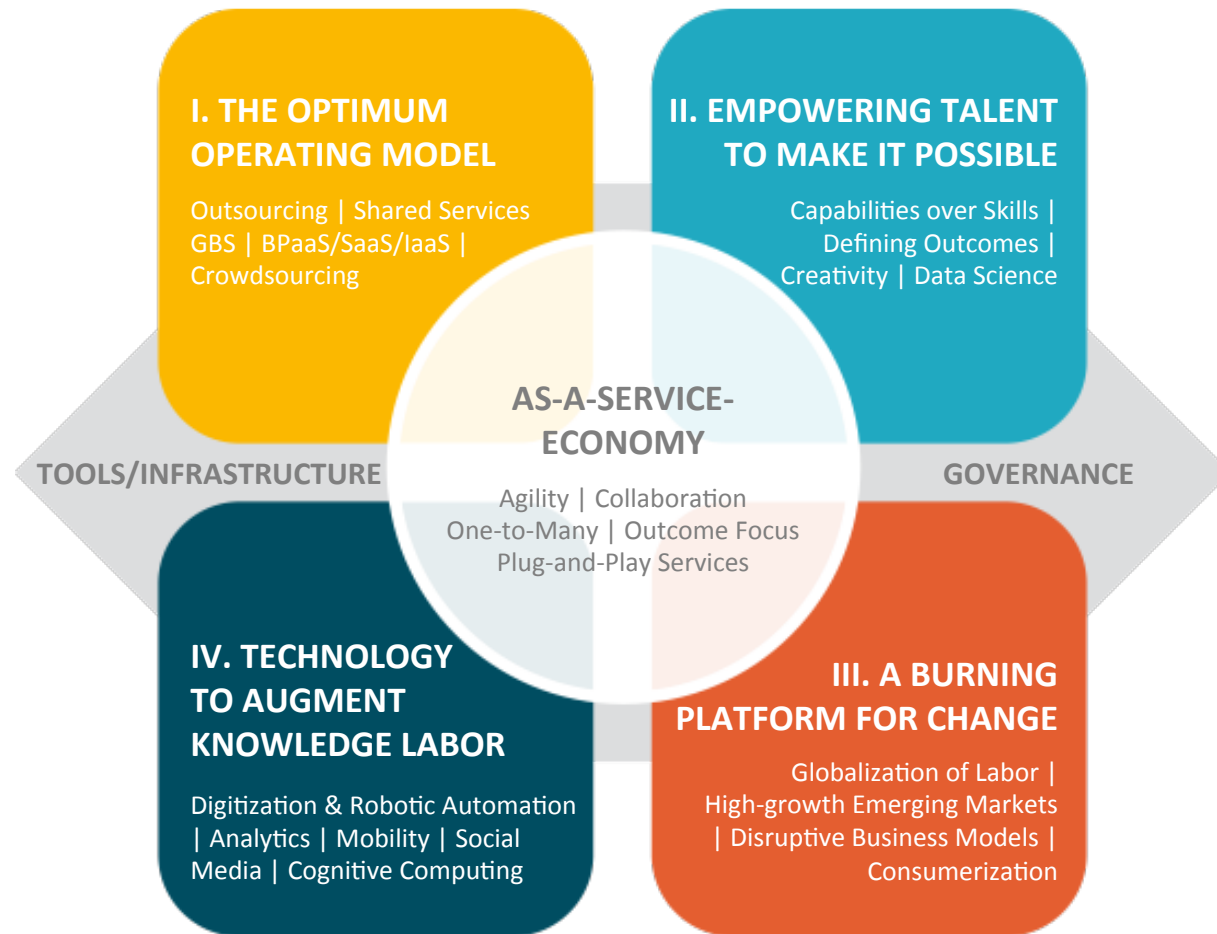 I. THE OPTIMUM
OPERATING MODEL
Outsourcing | Shared Services
GBS | BPaaS/SaaS/IaaS |
Crowdsourcing
II. EMPOWERING TALENT
TO MAKE IT POSSIBLE
Capabilities over Skills |
Defining Outcomes |
Creativity | Data Science
AS-A-SERVICE-
ECONOMY
Agility | Collaboration
One-to-Many | Outcome Focus
Plug-and-Play Services
TOOLS/INFRASTRUCTURE
GOVERNANCE
IV. TECHNOLOGY
TO AUGMENT
KNOWLEDGE LABOR
Digitization & Robotic Automation
| Analytics | Mobility | Social
Media | Cognitive Computing
III. A BURNING
PLATFORM FOR CHANGE
Globalization of Labor |
High-growth Emerging Markets
| Disruptive Business Models |
Consumerization